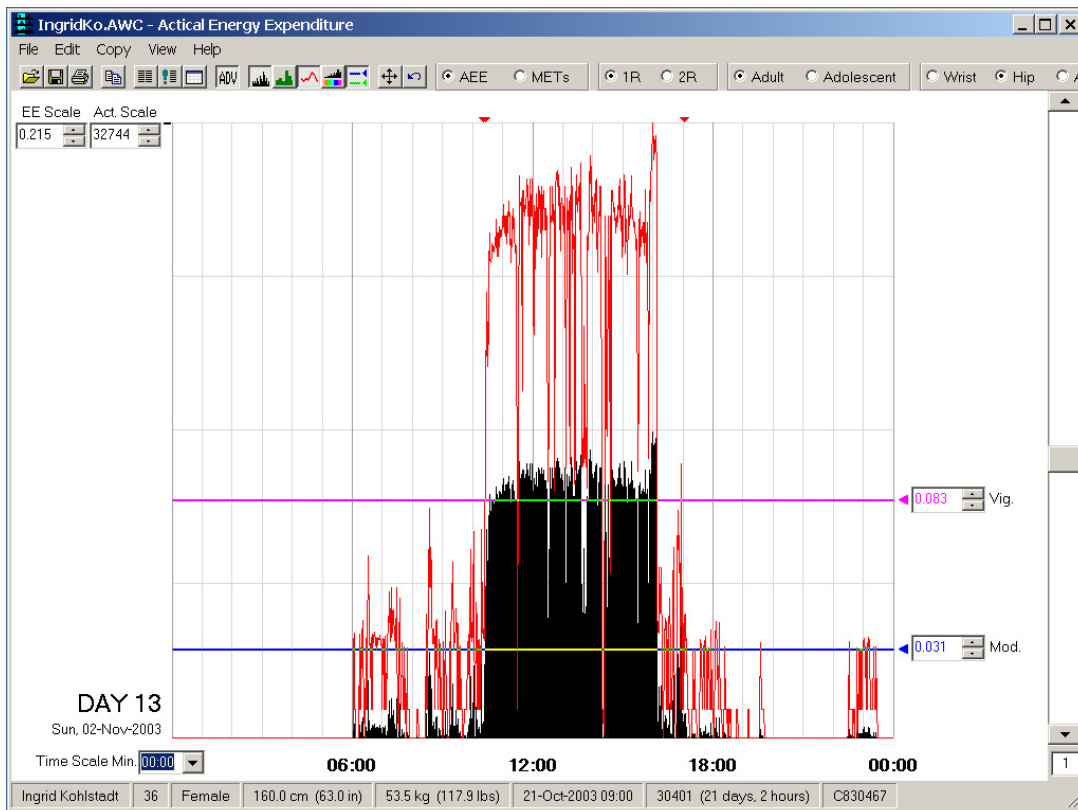 IngridKo.AWC - Actical Energy Expenditure
File Edit Copy View Help
ADV AEE METs 1R 2R Adult Adolescent Wrist Hip A
EE Scale Act. Scale
0.215 32744
0.083 Vig.
0.031 Mod.
DAY 13
Sun, 02-Nov-2003
Time Scale Min. 00:00 06:00 12:00 18:00 00:00 1
Ingrid Kohlstadt 36 Female 160.0 cm (63.0 in) 53.5 kg (117.9 lbs) 21-Oct-2003 09:00 30401 (21 days, 2 hours) C830467